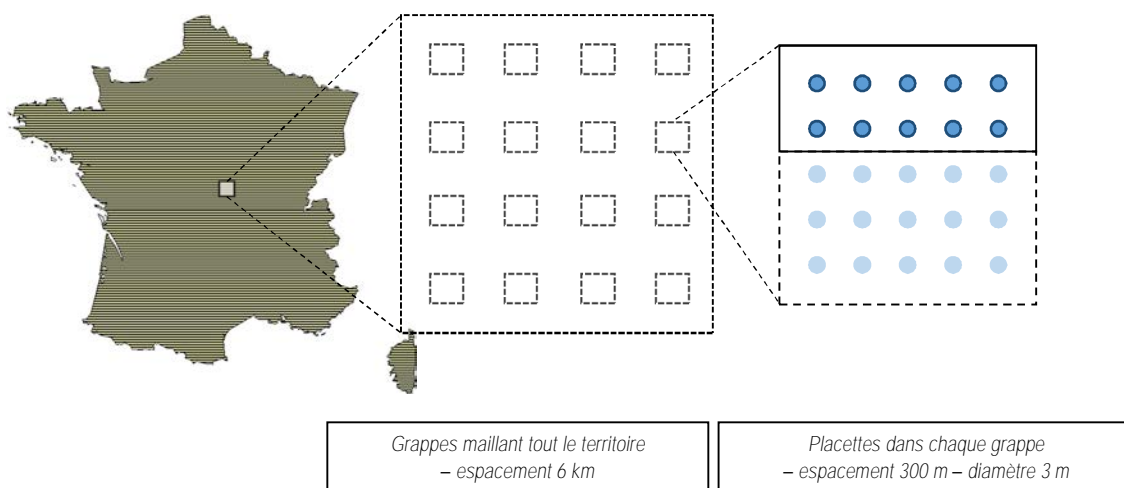 Grappes maillant tout le territoire
– espacement 6 km
Placettes dans chaque grappe
– espacement 300 m – diamètre 3 m